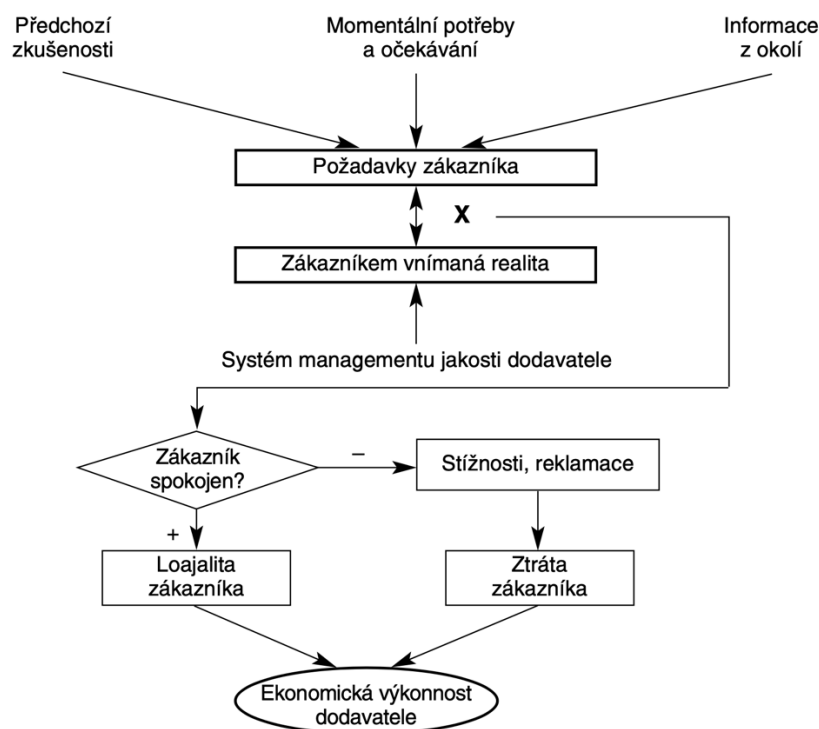 Předchozí
zkušenosti
Momentální potřeby
a očekávání
Informace
z okolí
Požadavky zákazníka
X
Zákazníkem vnímaná realita
Systém managementu jakosti dodavatele
Zákazník
spokojen?
–
Stížnosti, reklamace
+
Loajalita
zákazníka
Ztráta
zákazníka
Ekonomická výkonnost
dodavatele